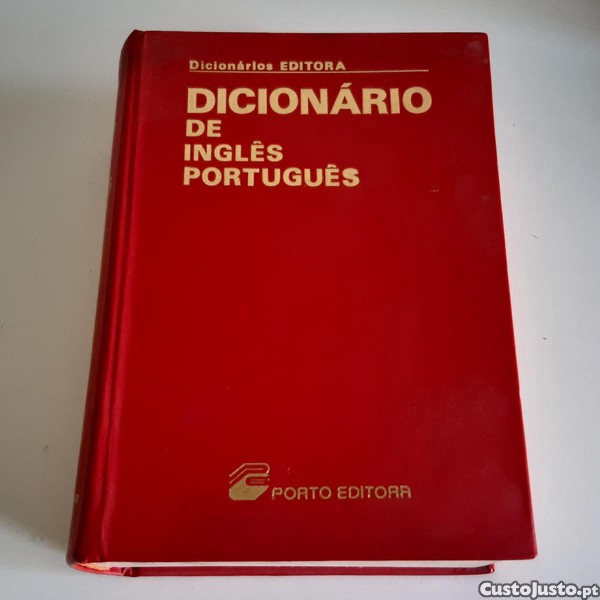 Dicionários EDITORA
DICIONÁRIO
DE
INGLÊS
PORTUGUÊS
PORTO EDITORA
CustoJusto.pt